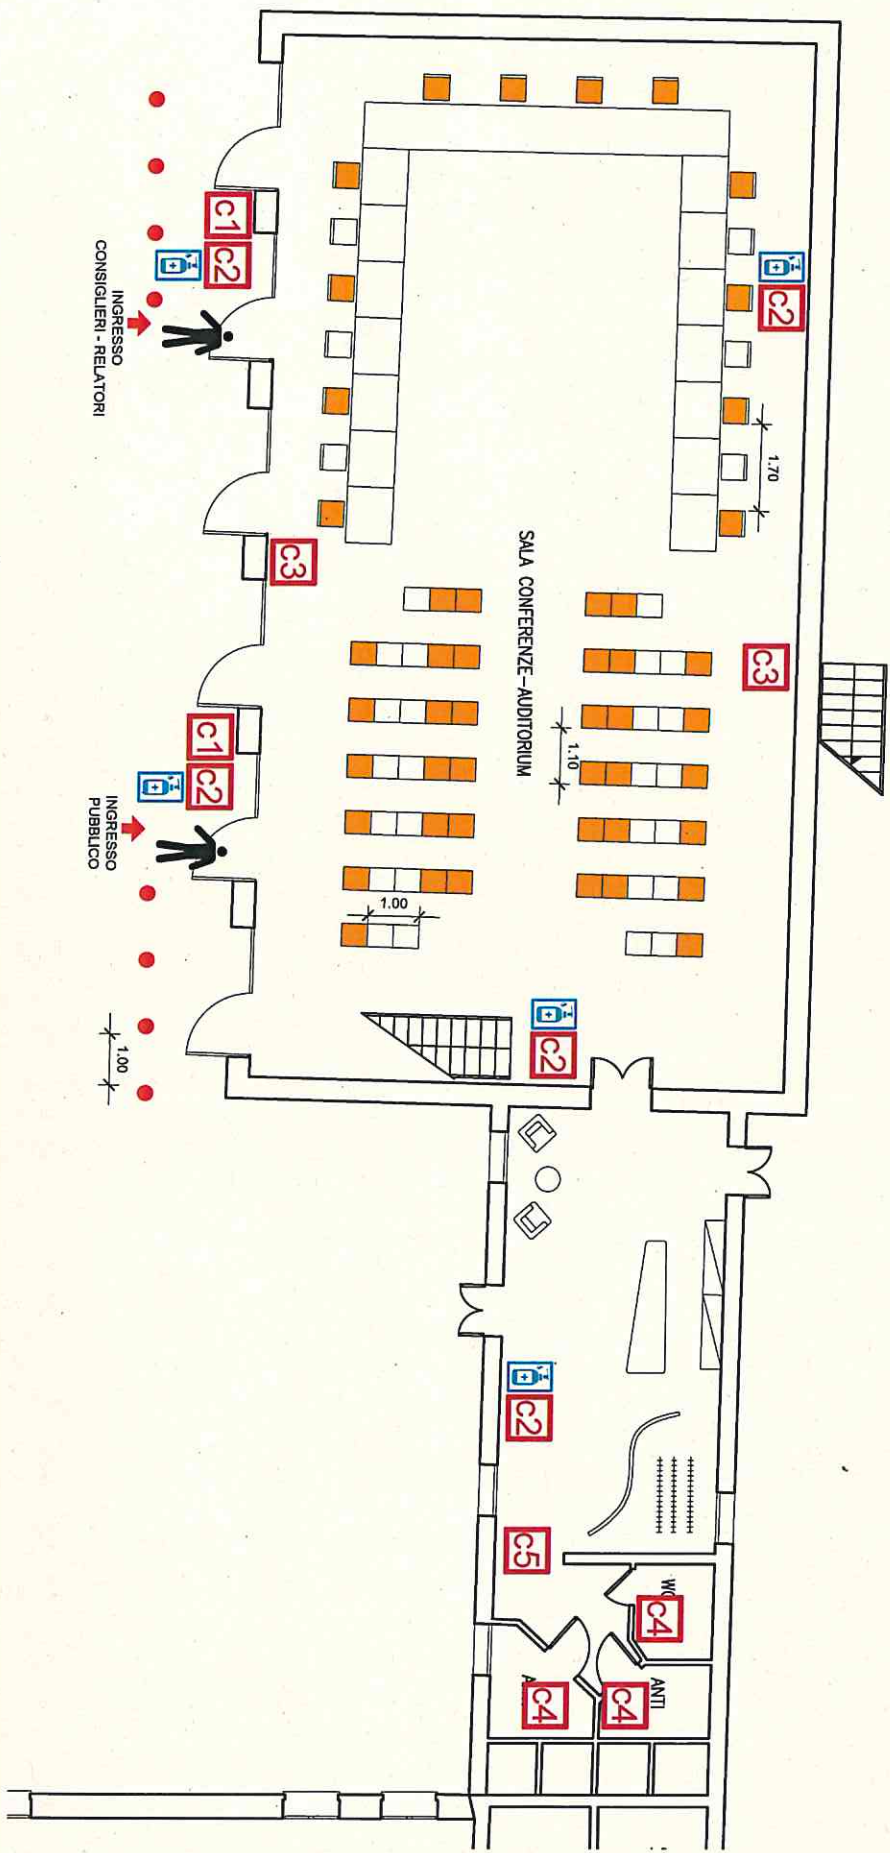 c2
1.70
c3
WC
c4
ANTI
c4
1.10
c2
c4
SALA CONFERENZE-AUDITORIUM
c2
c5
1.00
c3
c1
c2
c1
c2
INGRESSO
CONSIGLIERI - RELATORI
INGRESSO
PUBBLICO
1.00